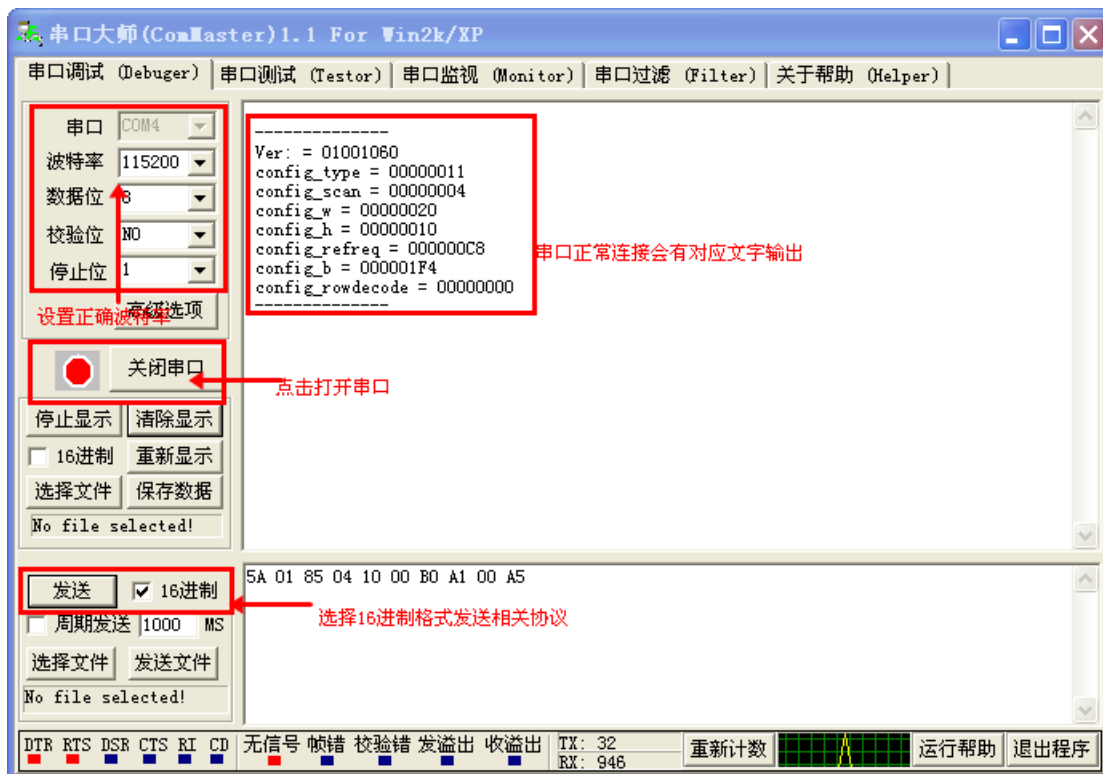 串口大师(ComMaster)1.1 For Win2k/XP
串口调试 (Debuger) 串口测试 (Testor) 串口监视 (Monitor) 串口过滤 (Filter) 关于帮助 (Helper)
串口 COM4
波特率 115200
数据位 8
校验位 NO
停止位 1
高级选项
设置正确波特率
关闭串口
点击打开串口
停止显示 清除显示
16进制 重新显示
选择文件 保存数据
No file selected!
--------------
Ver: = 01001060
config_type = 00000011
config_scan = 00000004
config_w = 00000020
config_h = 00000010
config_refreq = 000000C8
config_b = 000001F4
config_rowdecode = 00000000
--------------
串口正常连接会有对应文字输出
发送 16进制
周期发送 1000 MS
选择文件 发送文件
No file selected!
5A 01 85 04 10 00 B0 A1 00 A5
选择16进制格式发送相关协议
DTR RTS DSR CTS RI CD 无信号 帧错 校验错 发溢出 收溢出 TX: 32
RX: 946
重新计数 运行帮助 退出程序